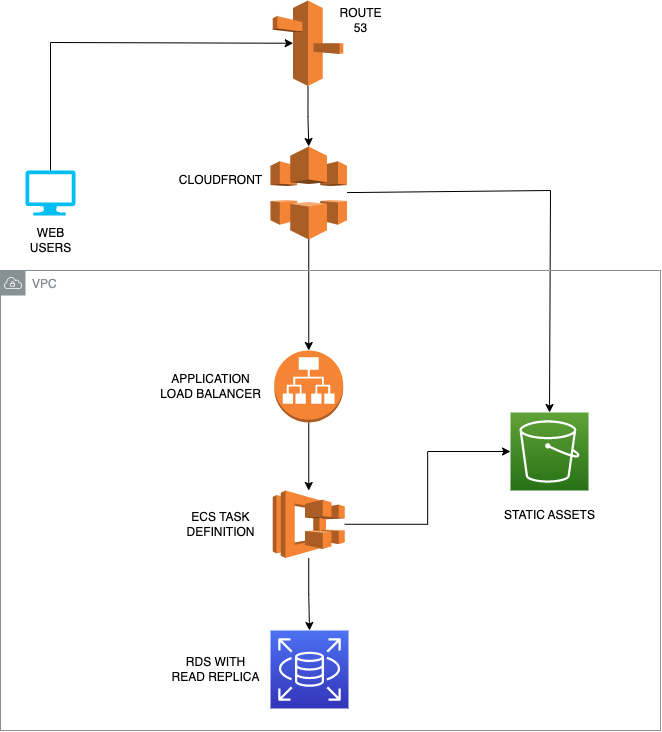 ROUTE
53
CLOUDFRONT
WEB
USERS
VPC
APPLICATION
LOAD BALANCER
ECS TASK
DEFINITION
STATIC ASSETS
RDS WITH
READ REPLICA